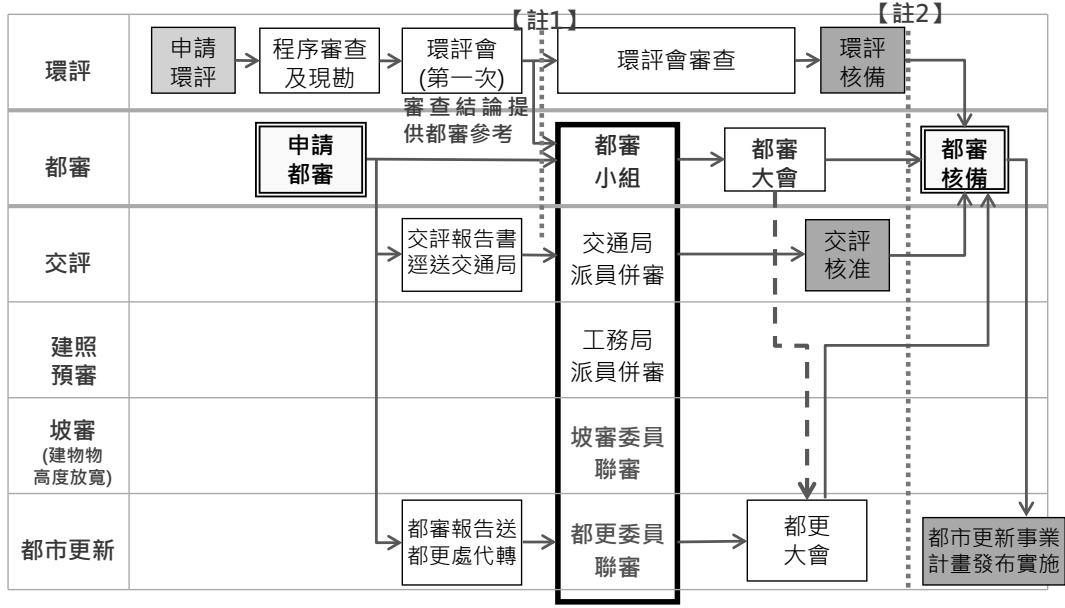 【註1】
【註2】
環評
申請
環評
程序審查
及現勘
環評會
(第一次)
環評會審查
環評
核備
審查結論提
供都審參考
都審
申請
都審
都審
小組
都審
大會
都審
核備
交評
交評報告書
逕送交通局
交通局
派員併審
交評
核准
建照
預審
工務局
派員併審
坡審
(建物物
高度放寬)
坡審委員
聯審
都市更新
都審報告送
都更處代轉
都更委員
聯審
都更
大會
都市更新事業
計畫發布實施